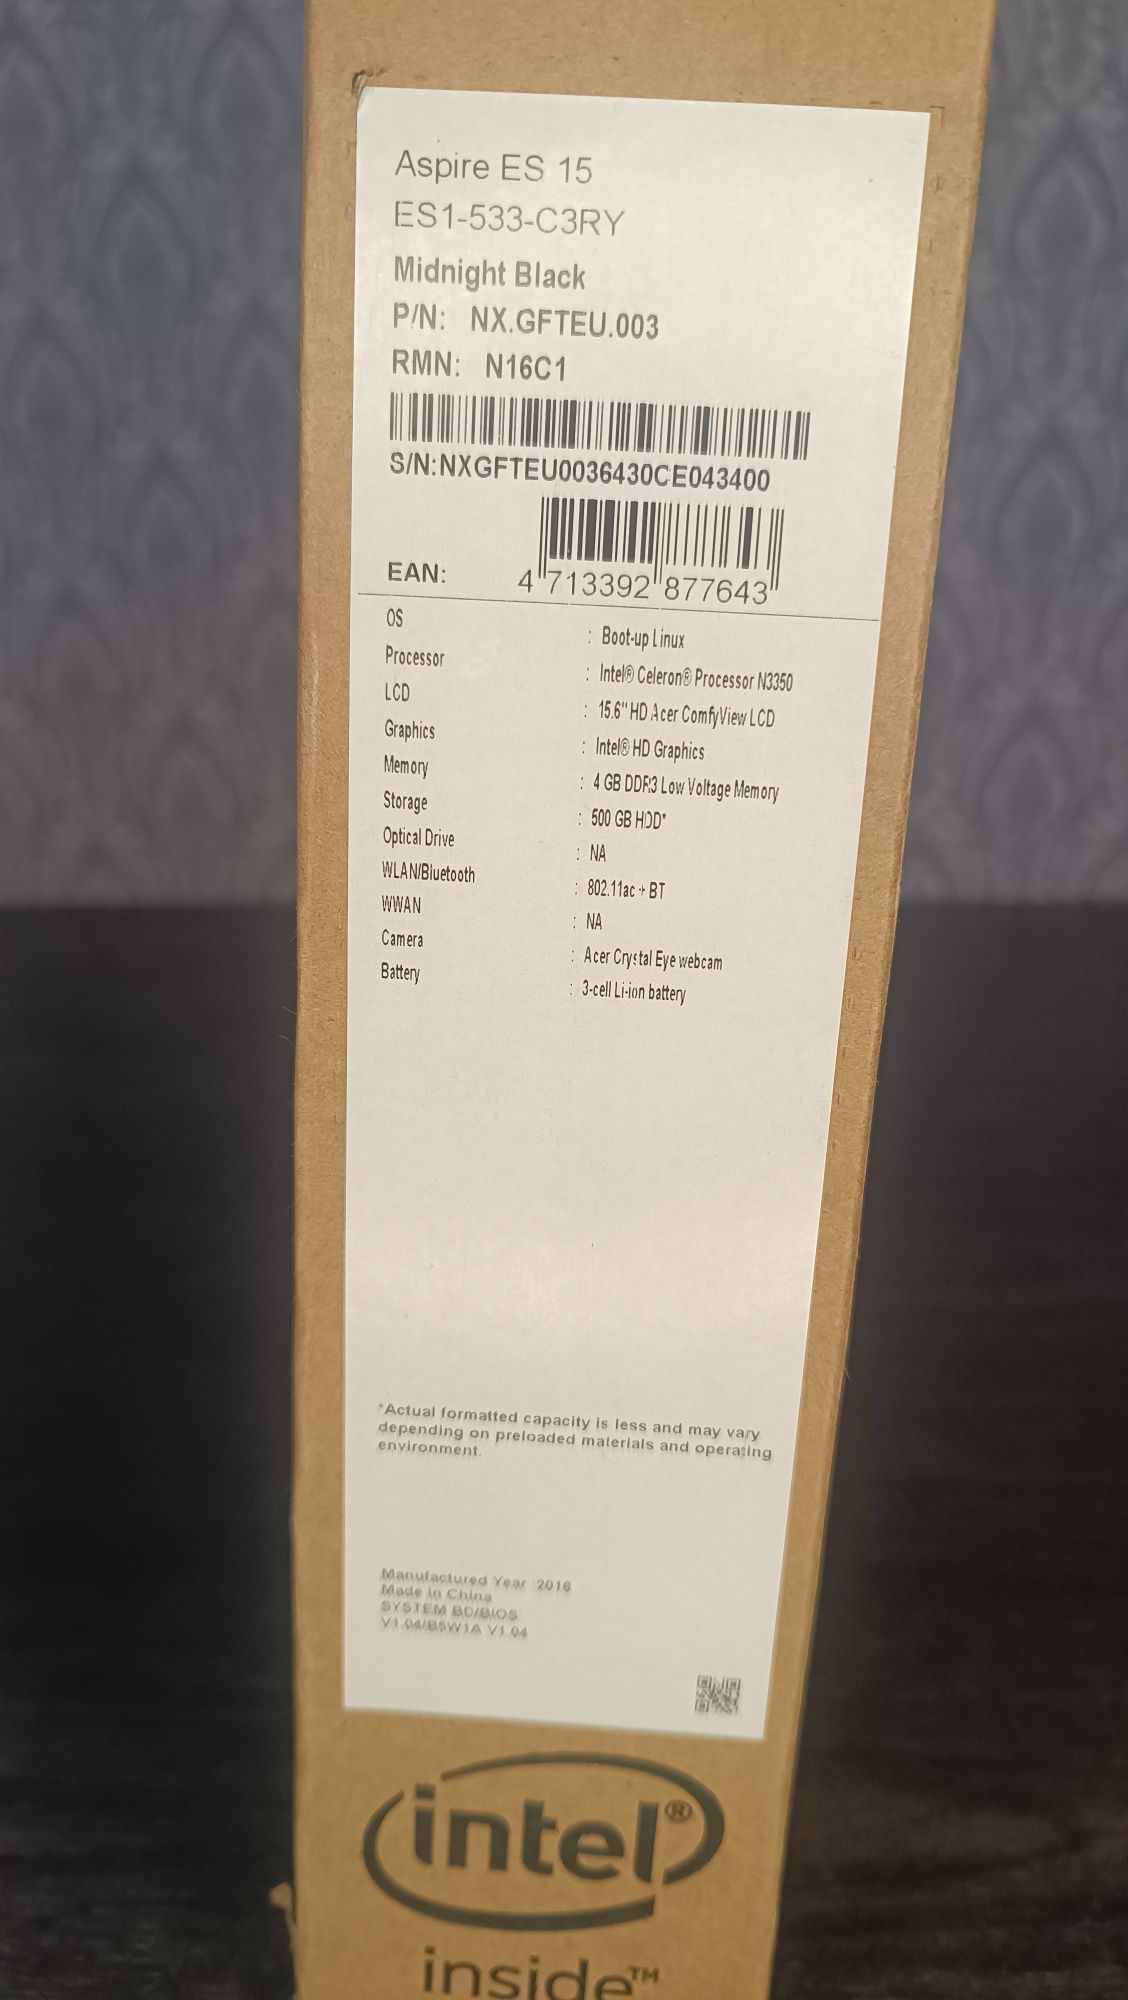 Aspire ES 15
ES1-533-C3RY
Midnight Black
P/N: NX.GFTEU.003
RMN: N16C1
S/N:NXGFTEU0036430CE043400
EAN: 4 713392 877643
OS : Boot-up Linux
Processor : Intel® Celeron® Processor N3350
LCD : 15.6" HD Acer ComfyView LCD
Graphics : Intel® HD Graphics
Memory : 4 GB DDR3 Low Voltage Memory
Storage : 500 GB HDD*
Optical Drive : NA
WLAN/Bluetooth : 802.11ac + BT
WWAN : NA
Camera : Acer Crystal Eye webcam
Battery : 3-cell Li-ion battery
*Actual formatted capacity is less and may vary
depending on preloaded materials and operating
environment.
Manufactured Year :2016
Made in China
SYSTEM BD/BIOS
V1.04/B5W1A V1.04
intel®
inside™